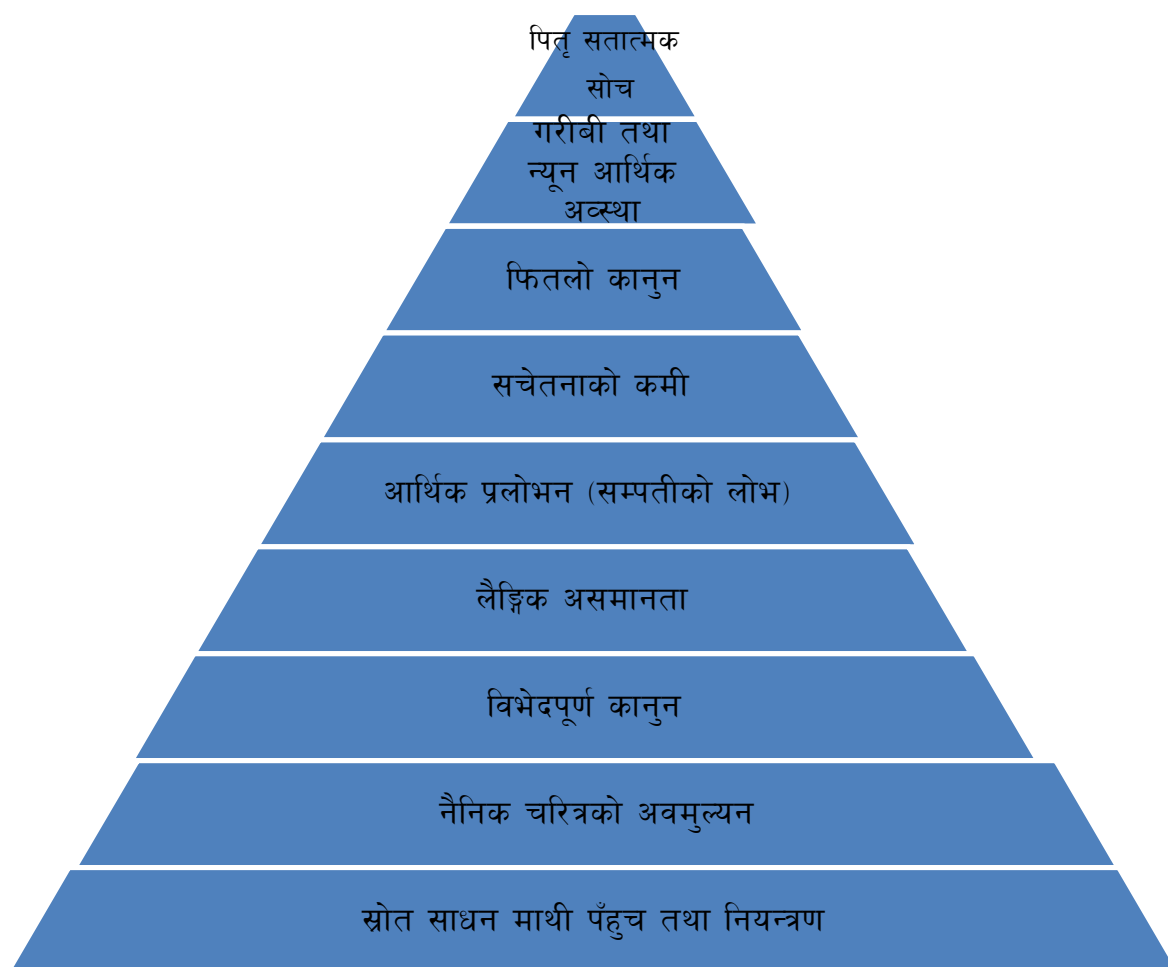 पितृ सतात्मक
सोच
गरीबी तथा
न्यून आर्थिक
अव्स्था
फितलो कानुन
सचेतनाको कमी
आर्थिक प्रलोभन (सम्पतीको लोभ)
लैङ्गिक असमानता
विभेदपूर्ण कानुन
नैनिक चरित्रको अवमुल्यन
स्रोत साधन माथी पँहुच तथा नियन्त्रण